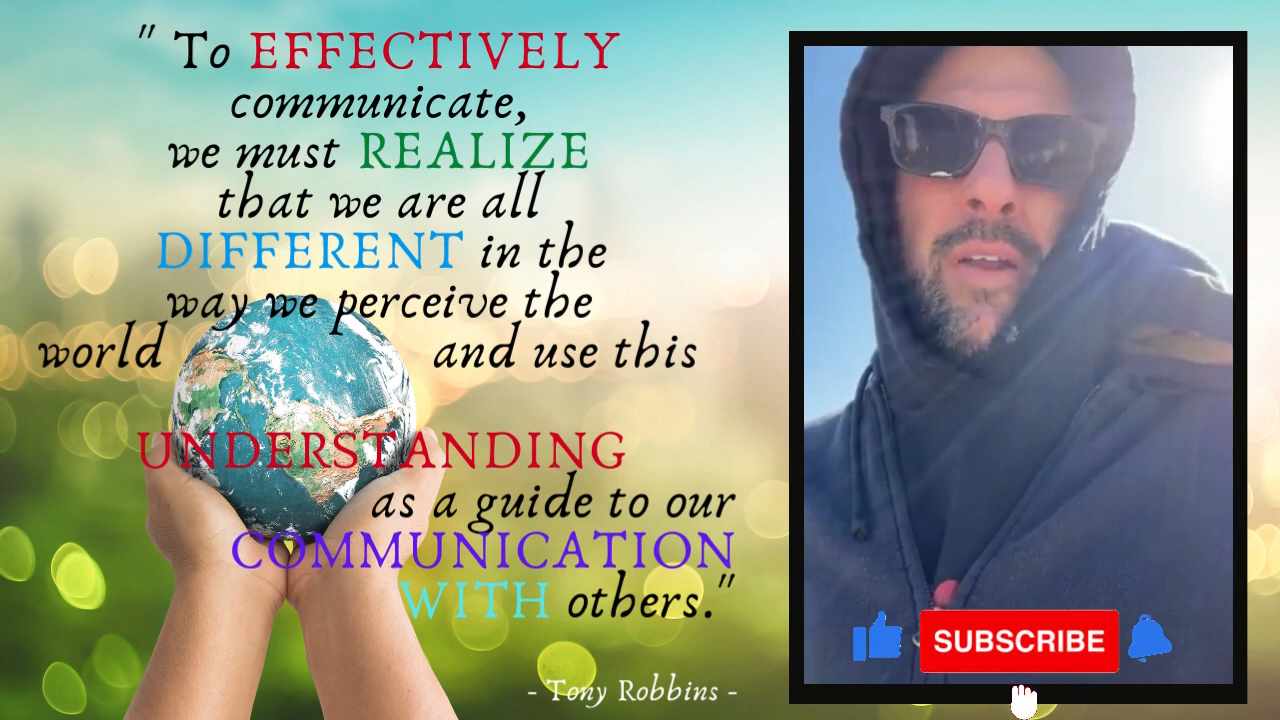 " To EFFECTIVELY
communicate,
we must REALIZE
that we are all
DIFFERENT in the
way we perceive the
world and use this
UNDERSTANDING
as a guide to our
COMMUNICATION
WITH others."
- Tony Robbins -
SUBSCRIBE